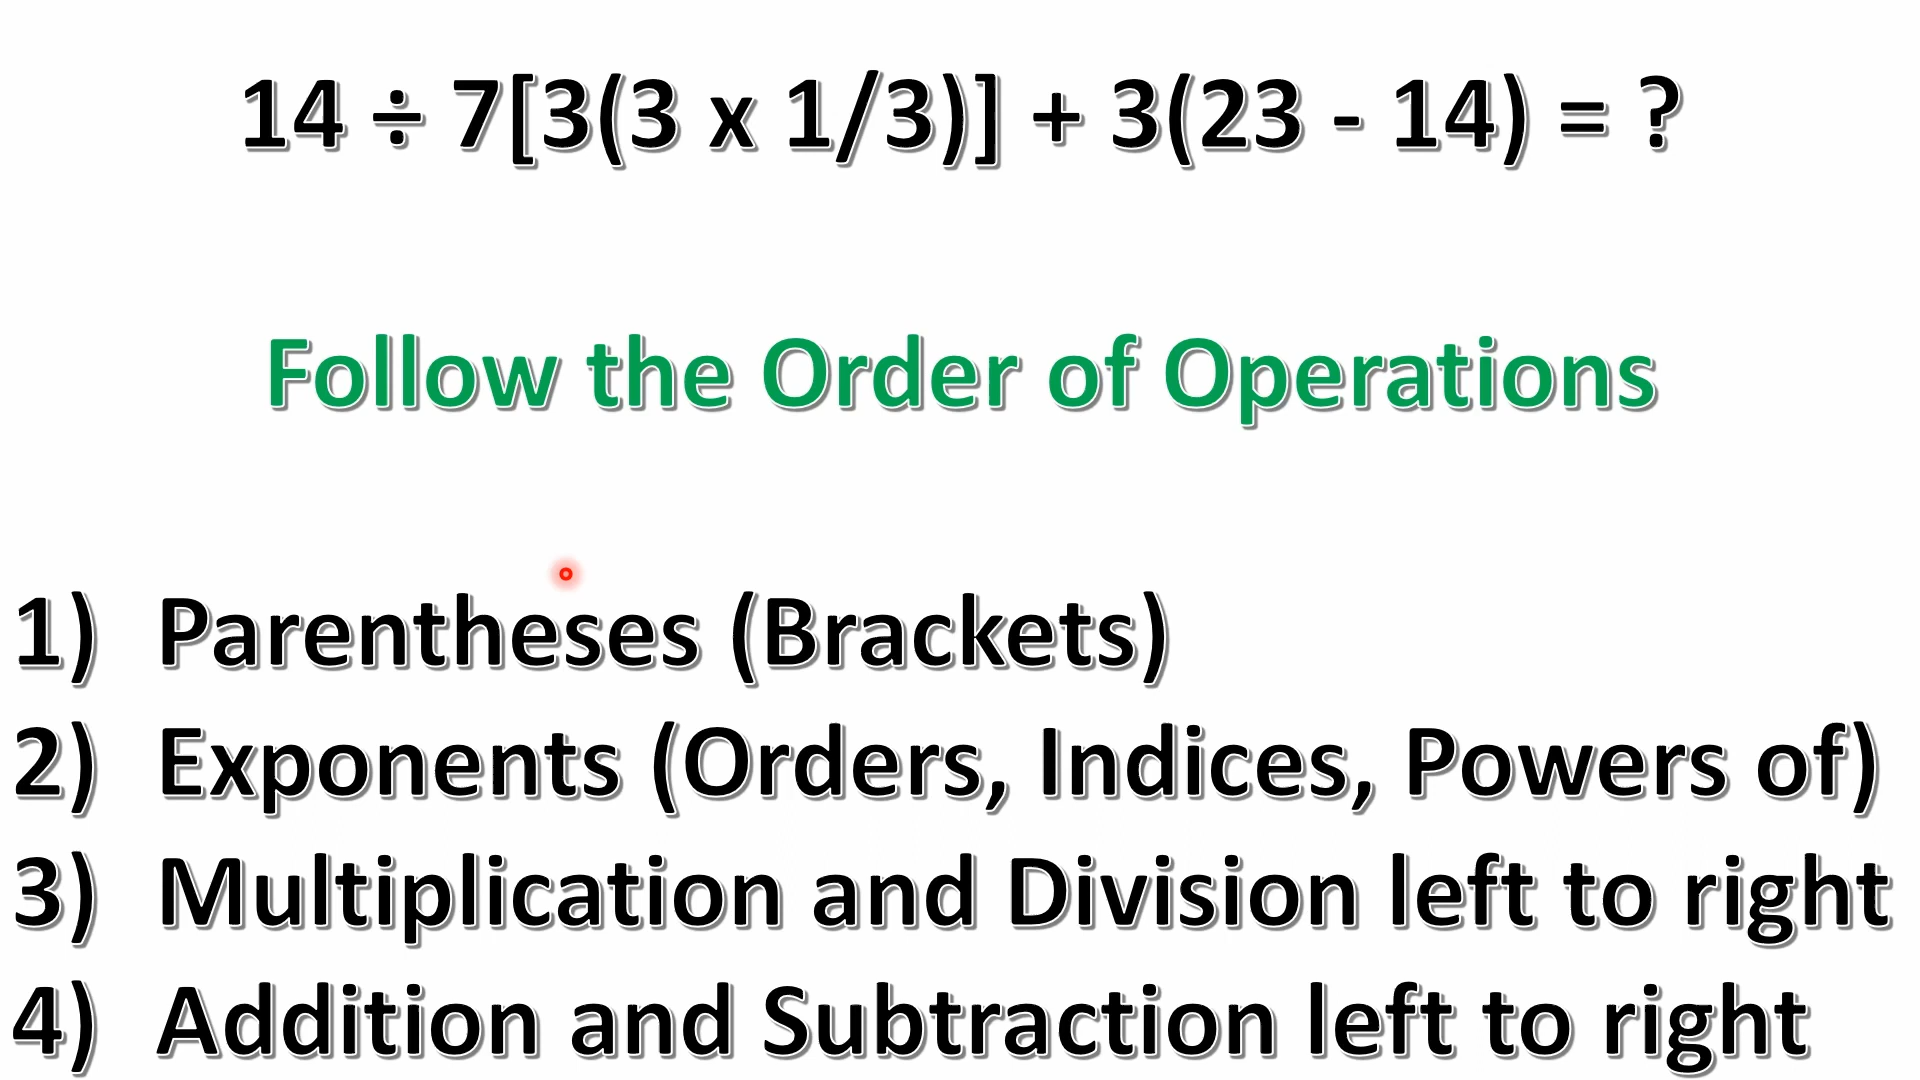 14 ÷ 7[3(3 x 1/3)] + 3(23 - 14) = ?
Follow the Order of Operations
1) Parentheses (Brackets)
2) Exponents (Orders, Indices, Powers of)
3) Multiplication and Division left to right
4) Addition and Subtraction left to right